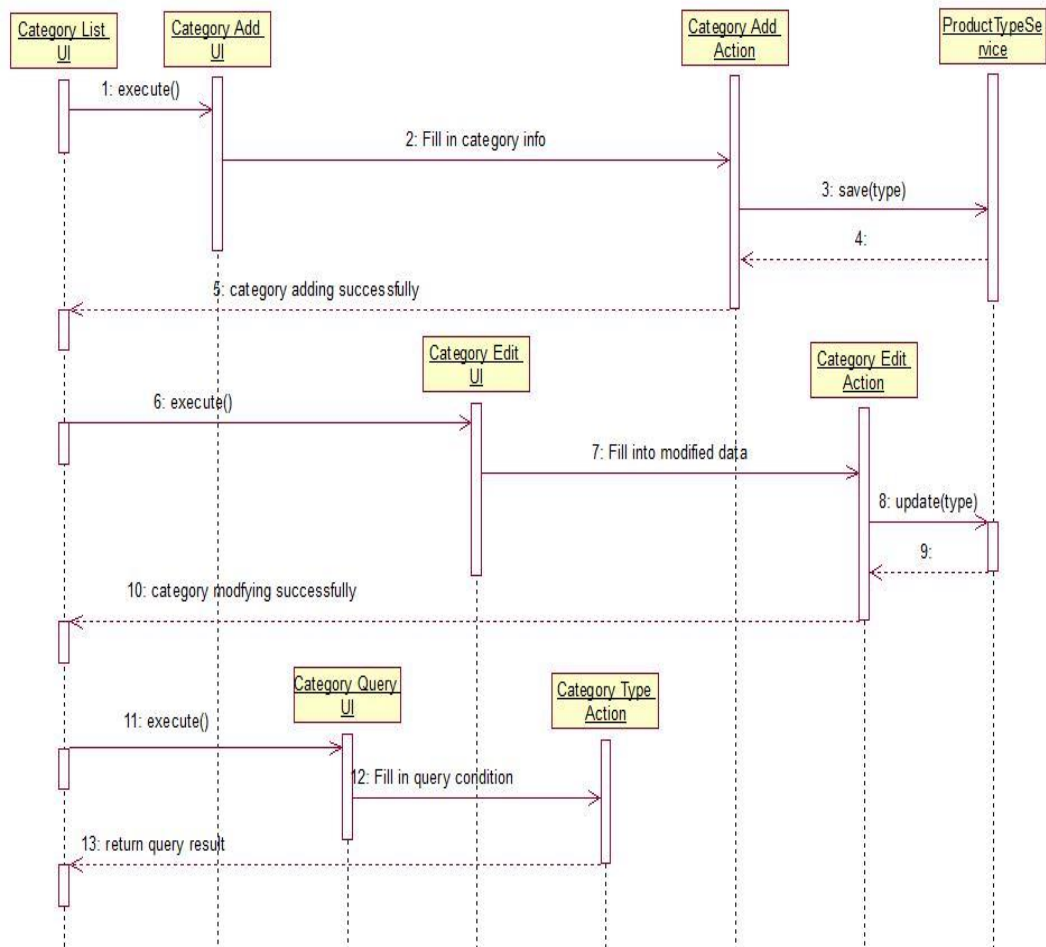 Category List
UI
Category Add
UI
Category Add
Action
ProductTypeSe
rvice
1: execute()
2: Fill in category info
3: save(type)
4:
5: category adding successfully
Category Edit
UI
Category Edit
Action
6: execute()
7: Fill into modified data
8: update(type)
9:
10: category modfying successfully
Category Query
UI
Category Type
Action
11: execute()
12: Fill in query condition
13: return query result